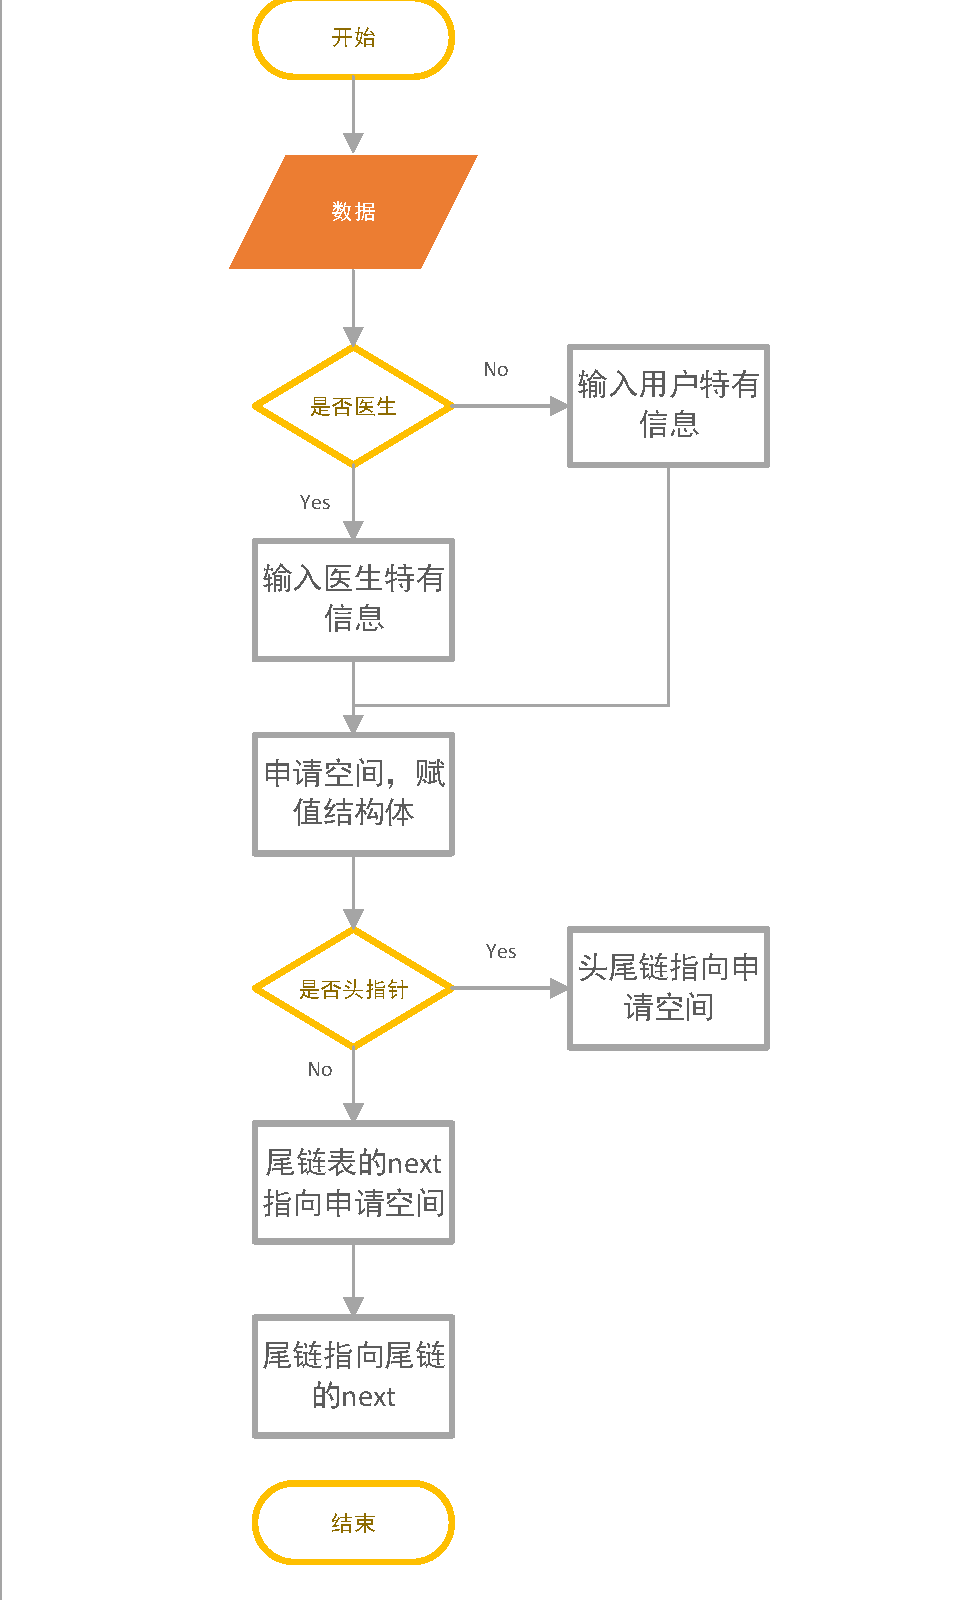 开始
数据
是否医生
No
输入用户特有
信息
Yes
输入医生特有
信息
申请空间，赋
值结构体
是否头指针
Yes
头尾链指向申
请空间
No
尾链表的next
指向申请空间
尾链指向尾链
的next
结束